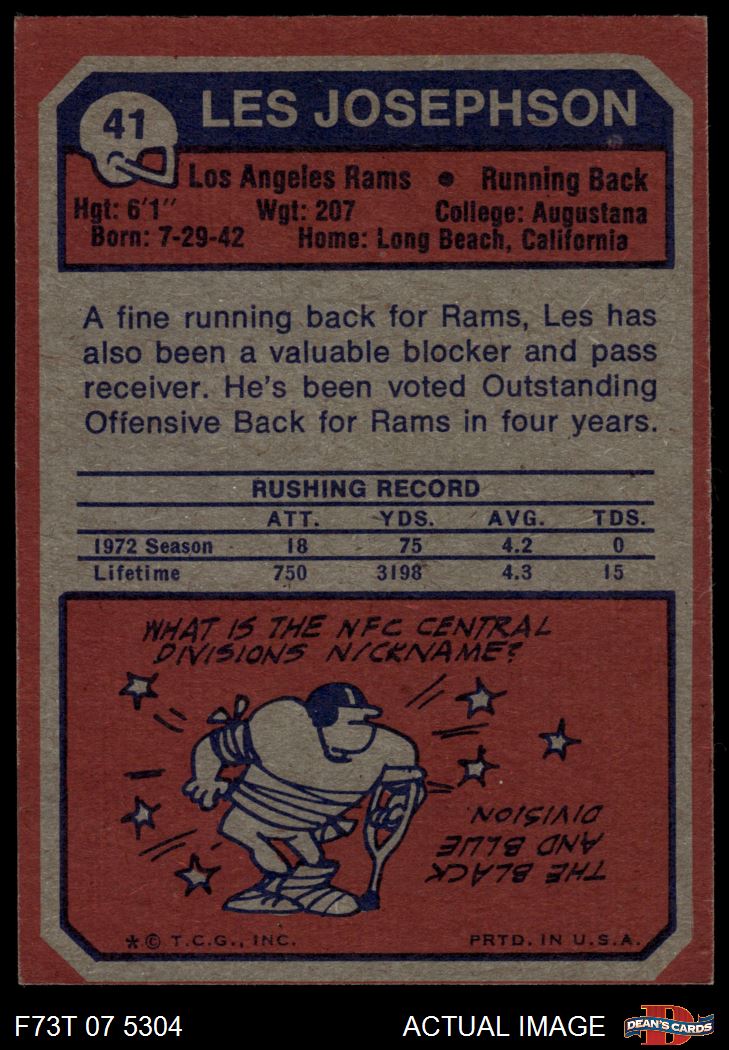 41
LES JOSEPHSON
Los Angeles Rams • Running Back
Hgt: 6'1" Wgt: 207 College: Augustana
Born: 7-29-42 Home: Long Beach, California
A fine running back for Rams, Les has
also been a valuable blocker and pass
receiver. He's been voted Outstanding
Offensive Back for Rams in four years.
RUSHING RECORD
ATT. YDS. AVG. TDS.
1972 Season 18 75 4.2 0
Lifetime 750 3198 4.3 15
WHAT IS THE NFC CENTRAL
DIVISIONS NICKNAME?
THE BLACK
AND BLUE
DIVISION.
* © T.C.G., INC. PRTD. IN U.S.A.
F73T 07 5304 ACTUAL IMAGE DEAN'S CARDS